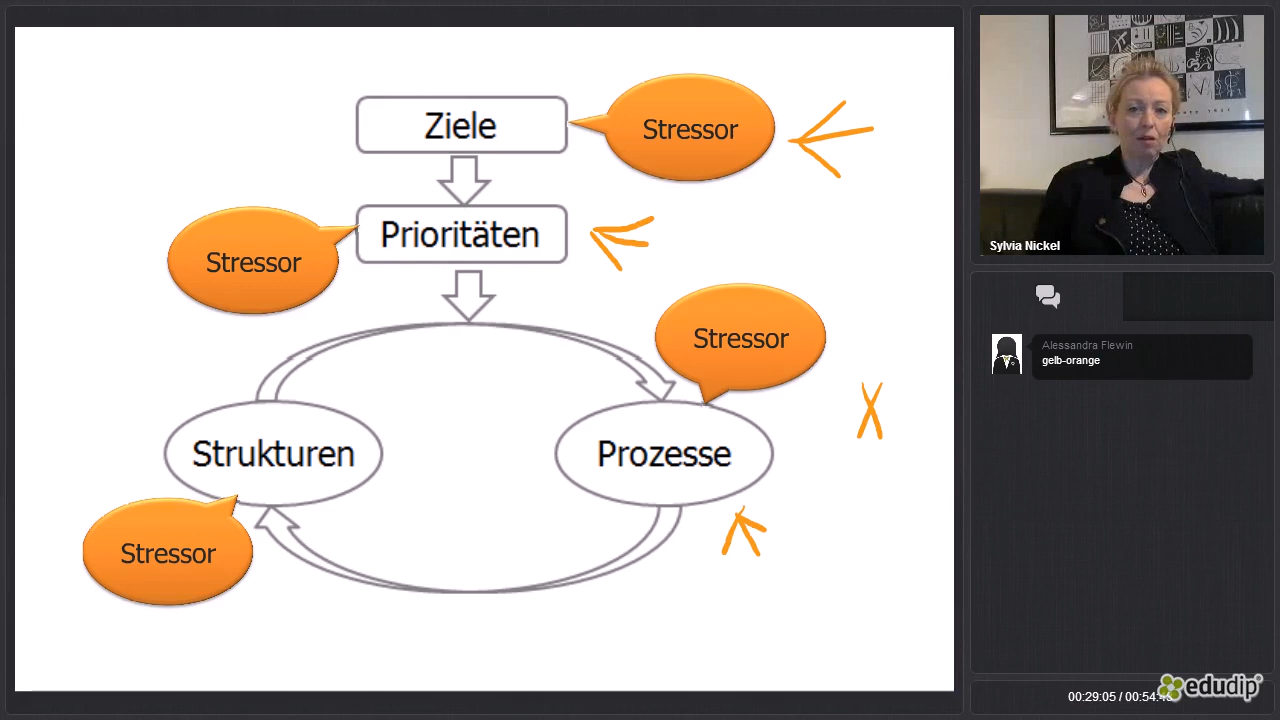 Ziele
Stressor
Prioritäten
Stressor
Stressor
Strukturen
Prozesse
Stressor
X
Sylvia Nickel
Alessandra Flewin
gelb-orange
edudip